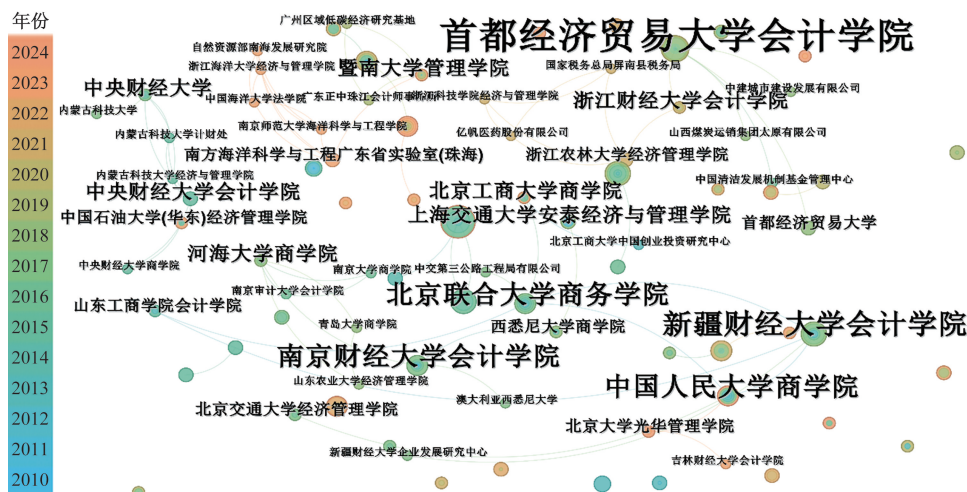 年份
2024
2023
2022
2021
2020
2019
2018
2017
2016
2015
2014
2013
2012
2011
2010
广州区域低碳经济研究基地
首都经济贸易大学会计学院
自然资源部南海发展研究院
浙江海洋大学经济与管理学院
暨南大学管理学院
国家税务总局屏南县税务局
中央财经大学
中国海洋大学法学院
广东正中珠江会计师事务所
浙江科技学院经济与管理学院
中建城市建设发展有限公司
浙江财经大学会计学院
内蒙古科技大学
内蒙古科技大学计财处
南京师范大学海洋科学与工程学院
亿帆医药股份有限公司
山西煤炭运销集团太原有限公司
南方海洋科学与工程广东省实验室(珠海)
浙江农林大学经济管理学院
内蒙古科技大学经济与管理学院
中国清洁发展机制基金管理中心
中央财经大学会计学院
北京工商大学商学院
中国石油大学(华东)经济管理学院
上海交通大学安泰经济与管理学院
首都经济贸易大学
北京工商大学中国创业投资研究中心
河海大学商学院
中央财经大学商学院
南京大学商学院
中交第三公路工程局有限公司
南京审计大学会计学院
北京联合大学商务学院
山东工商学院会计学院
青岛大学商学院
西悉尼大学商学院
新疆财经大学会计学院
南京财经大学会计学院
山东农业大学经济管理学院
中国人民大学商学院
澳大利亚西悉尼大学
北京交通大学经济管理学院
北京大学光华管理学院
新疆财经大学企业发展研究中心
吉林财经大学会计学院